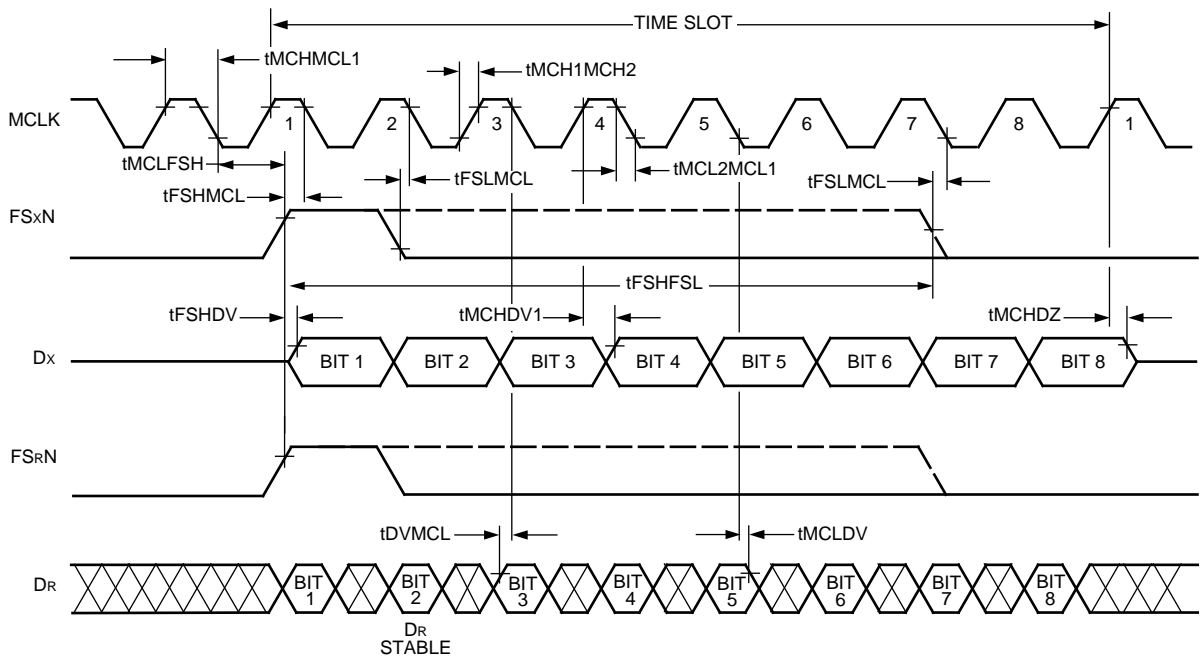 TIME SLOT
tMCHMCL1
tMCH1MCH2
MCLK
1 2 3 4 5 6 7 8 1
tMCLFSH
tFSLMCL
tMCL2MCL1
tFSLMCL
tFSHMCL
FSXN
tFSHFSL
tFSHDV
tMCHDV1
tMCHDZ
DX
BIT 1 BIT 2 BIT 3 BIT 4 BIT 5 BIT 6 BIT 7 BIT 8
FSRN
tDVMCL
tMCLDV
DR
BIT 1 BIT 2 BIT 3 BIT 4 BIT 5 BIT 6 BIT 7 BIT 8
DR
STABLE